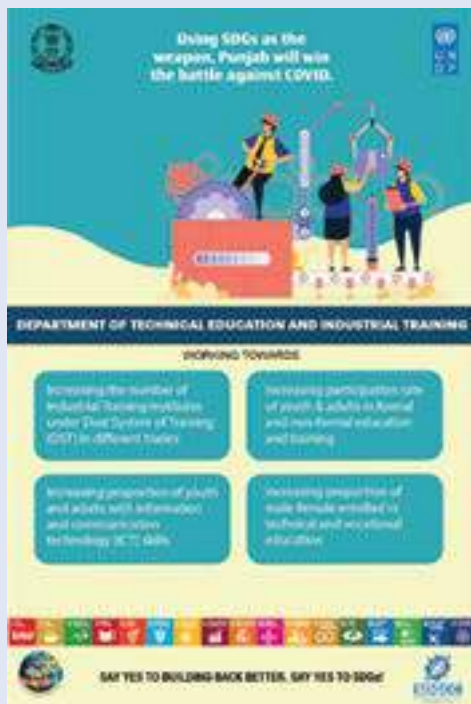 Using SDGs as the
weapon, Punjab will win
the battle against COVID.
UN
DP
DEPARTMENT OF TECHNICAL EDUCATION AND INDUSTRIAL TRAINING
WORKING TOWARDS
Increasing the number of
Industrial Training Institutes
under Dual System of Training
(DST) in different trades
Increasing participation rate
of youth & adults in formal
and non-formal education
and training
Increasing proportion of youth
and adults with information
and communication
technology (ICT) skills
Increasing proportion of
male-female enrolled in
technical and vocational
education
SAY YES TO BUILDING BACK BETTER, SAY YES TO SDGs!